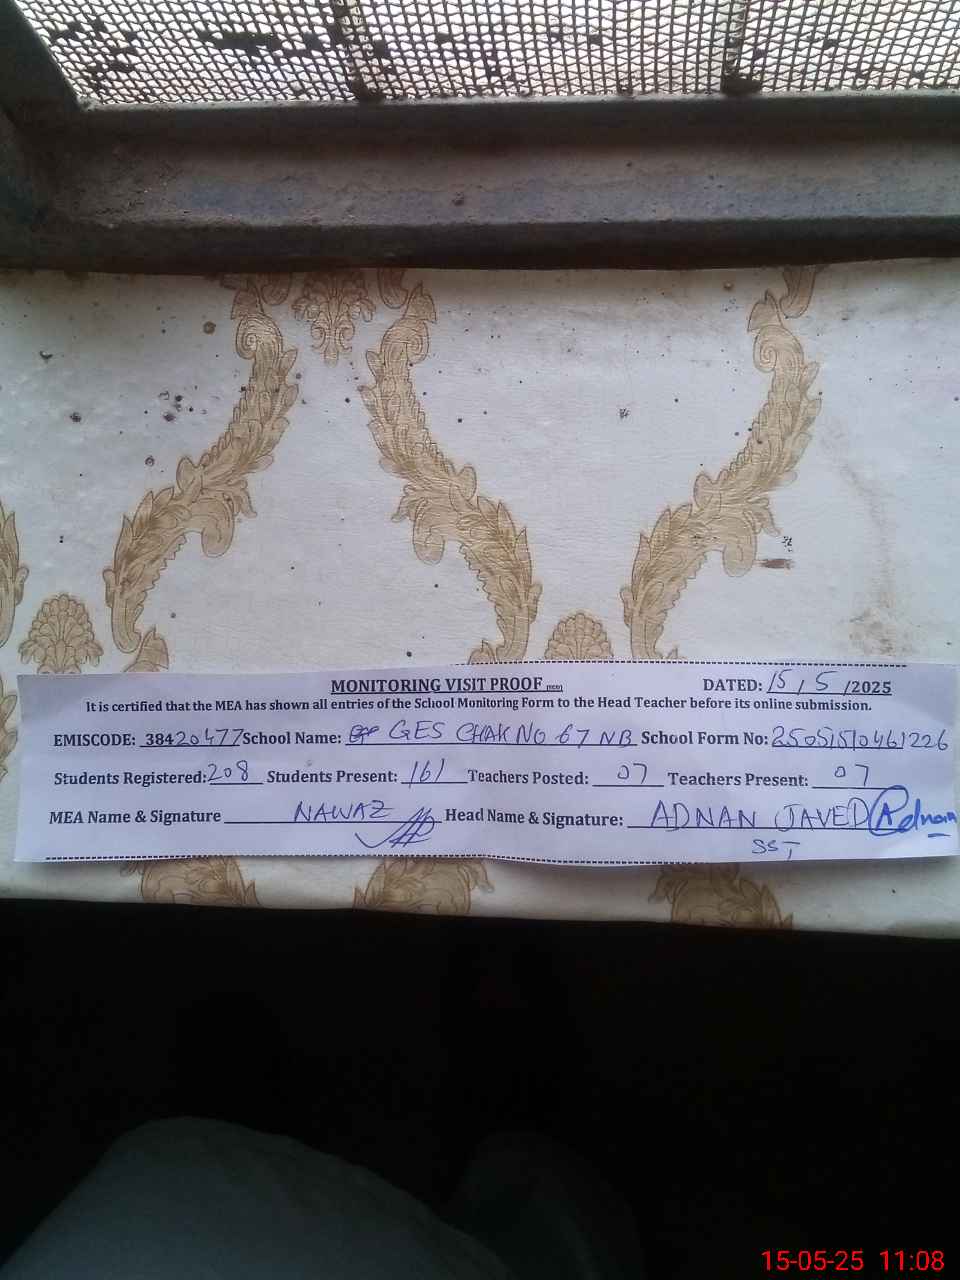 MONITORING VISIT PROOF
DATED: 15/5/2025
It is certified that the MEA has shown all entries of the School Monitoring Form to the Head Teacher before its online submission.
EMISCODE: 38420477 School Name: GES CHAK NO 67 NB School Form No:
Students Registered: 208 Students Present: 161 Teachers Posted: 07 Teachers Present: 07
MEA Name & Signature NAWAZ Head Name & Signature: ADNAN JAVED Adnan
SST
15-05-25 11:08